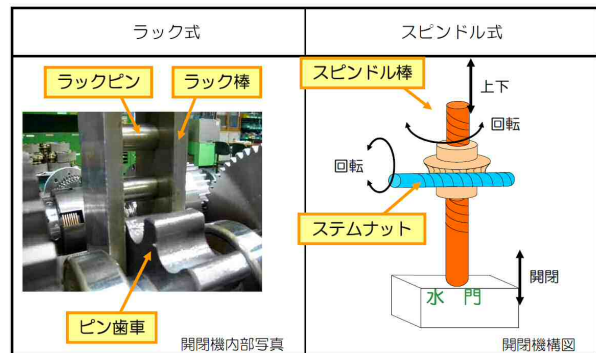 ラック式
スピンドル式
ラックピン
ラック棒
ピン歯車
開閉機内部写真
スピンドル棒
上下
回転
回転
ステムナット
開閉
水 門
開閉機構図